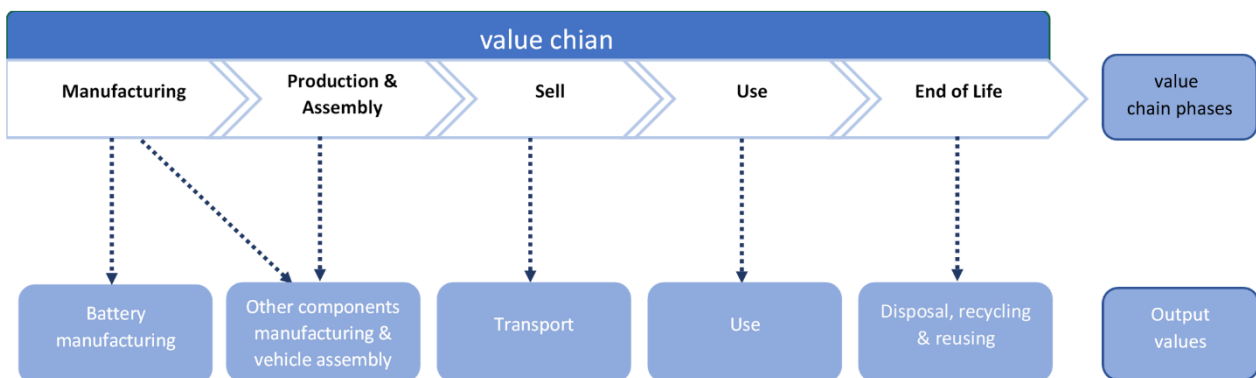 value chian
Manufacturing
Production &
Assembly
Sell
Use
End of Life
value
chain phases
Battery
manufacturing
Other components
manufacturing &
vehicle assembly
Transport
Use
Disposal, recycling
& reusing
Output
values